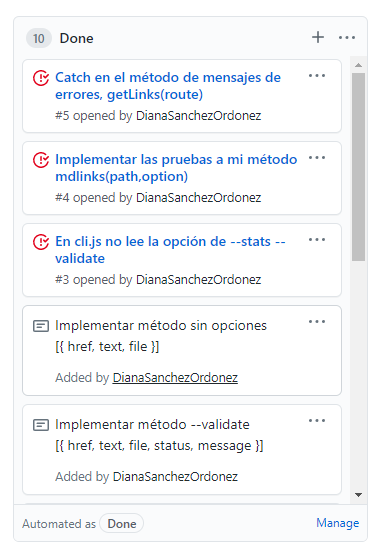 10 Done
Catch en el método de mensajes de
errores, getLinks(route)
#5 opened by DianaSanchezOrdonez
Implementar las pruebas a mi método
mdlinks(path,option)
#4 opened by DianaSanchezOrdonez
En cli.js no lee la opción de --stats --
validate
#3 opened by DianaSanchezOrdonez
Implementar método sin opciones
[{ href, text, file }]
Added by DianaSanchezOrdonez
Implementar método --validate
[{ href, text, file, status, message }]
Added by DianaSanchezOrdonez
Automated as Done Manage